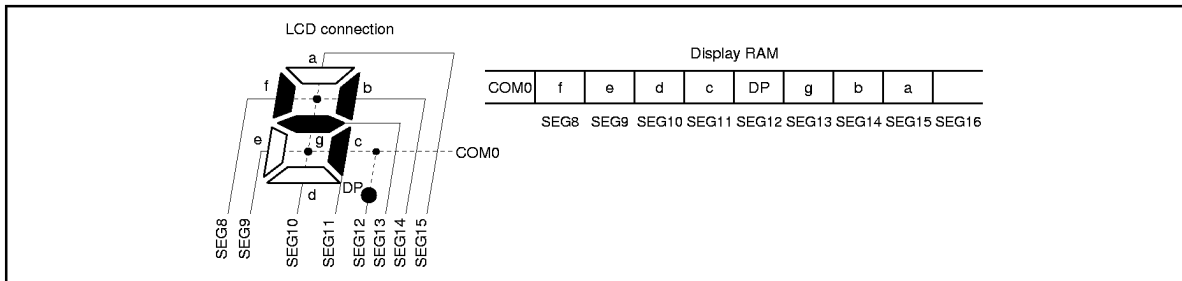 LCD connection
a
f
b
e
g
c
COM0
d
DP
SEG8
SEG9
SEG10
SEG11
SEG12
SEG13
SEG14
SEG15
Display RAM
COM0 f e d c DP g b a
SEG8 SEG9 SEG10 SEG11 SEG12 SEG13 SEG14 SEG15 SEG16